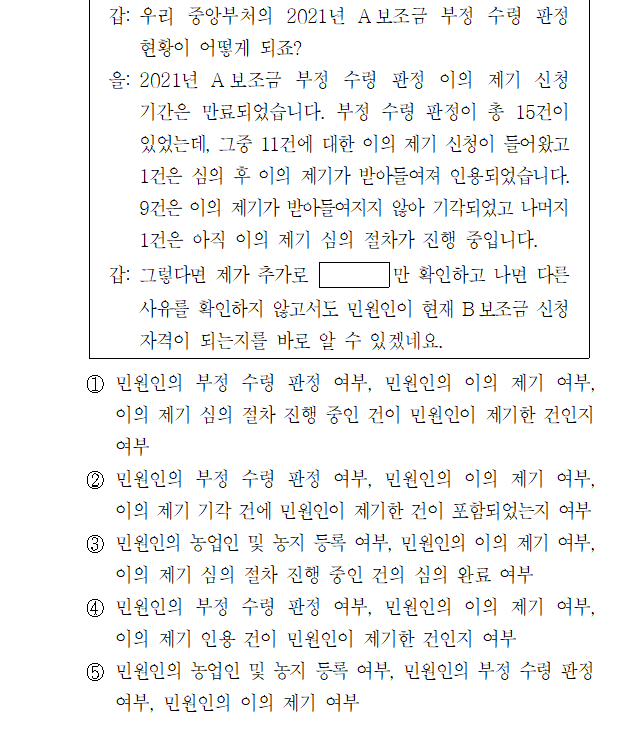 갑: 우리 중앙부처의 2021년 A보조금 부정 수령 판정
현황이 어떻게 되죠?
을: 2021년 A보조금 부정 수령 판정 이의 제기 신청
기간은 만료되었습니다. 부정 수령 판정이 총 15건이
있었는데, 그중 11건에 대한 이의 제기 신청이 들어왔고
1건은 심의 후 이의 제기가 받아들여져 인용되었습니다.
9건은 이의 제기가 받아들여지지 않아 기각되었고 나머지
1건은 아직 이의 제기 심의 절차가 진행 중입니다.
갑: 그렇다면 제가 추가로 만 확인하고 나면 다른
사유를 확인하지 않고서도 민원인이 현재 B보조금 신청
자격이 되는지를 바로 알 수 있겠네요.
① 민원인의 부정 수령 판정 여부, 민원인의 이의 제기 여부,
이의 제기 심의 절차 진행 중인 건이 민원인이 제기한 건인지
여부
② 민원인의 부정 수령 판정 여부, 민원인의 이의 제기 여부,
이의 제기 기각 건에 민원인이 제기한 건이 포함되었는지 여부
③ 민원인의 농업인 및 농지 등록 여부, 민원인의 이의 제기 여부,
이의 제기 심의 절차 진행 중인 건의 심의 완료 여부
④ 민원인의 부정 수령 판정 여부, 민원인의 이의 제기 여부,
이의 제기 인용 건이 민원인이 제기한 건인지 여부
⑤ 민원인의 농업인 및 농지 등록 여부, 민원인의 부정 수령 판정
여부, 민원인의 이의 제기 여부